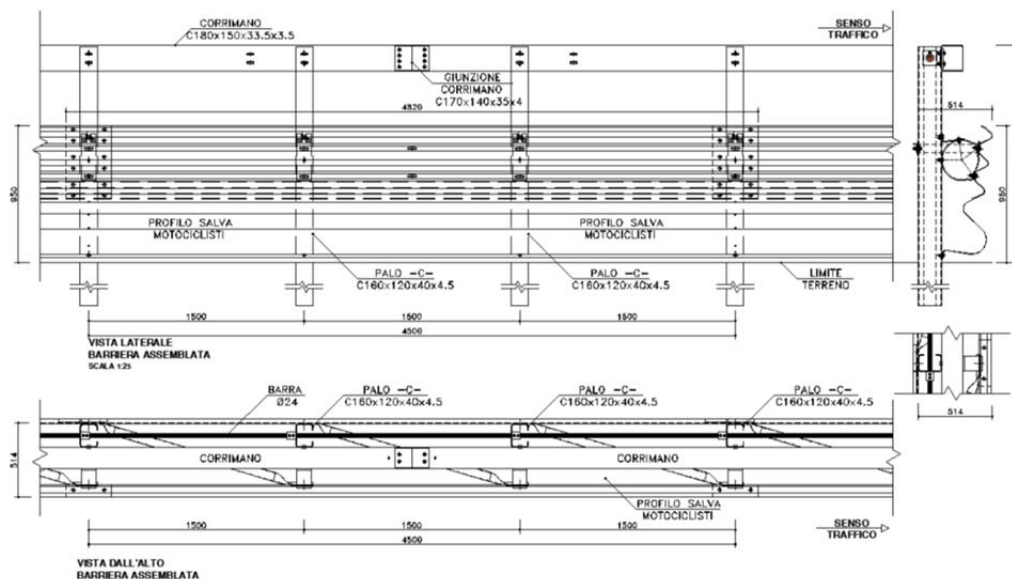 CORRIMANO
C180x150x33.5x3.5
SENSO
TRAFFICO
GIUNZIONE
CORRIMANO
C170x140x35x4
4820
514
950
950
PROFILO SALVA
MOTOCICLISTI
PROFILO SALVA
MOTOCICLISTI
PALO -C-
C160x120x40x4.5
PALO -C-
C160x120x40x4.5
LIMITE
TERRENO
1500
1500
1500
4500
VISTA LATERALE
BARRIERA ASSEMBLATA
SCALA 1:25
514
BARRA
Ø24
PALO -C-
C160x120x40x4.5
PALO -C-
C160x120x40x4.5
PALO -C-
C160x120x40x4.5
514
CORRIMANO
CORRIMANO
PROFILO SALVA
MOTOCICLISTI
1500
1500
1500
4500
SENSO
TRAFFICO
VISTA DALL'ALTO
BARRIERA ASSEMBLATA